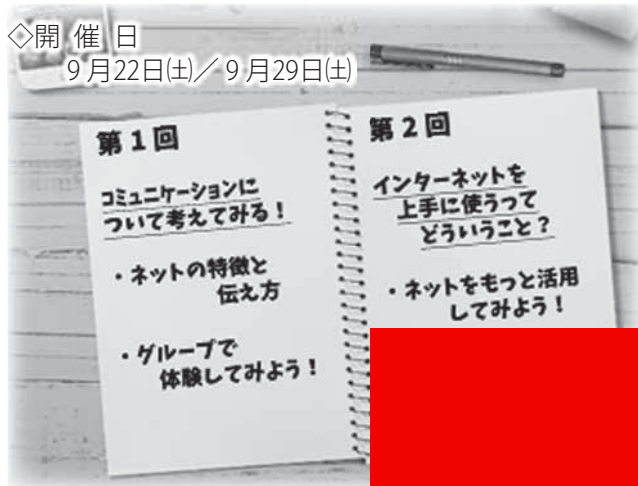 ◇開催日
9月22日㈯／9月29日㈯
第1回
コミュニケーションに
ついて考えてみる！
・ネットの特徴と
伝え方
・グループで
体験してみよう！
第2回
インターネットを
上手に使うって
どういうこと？
・ネットをもっと活用
してみよう！